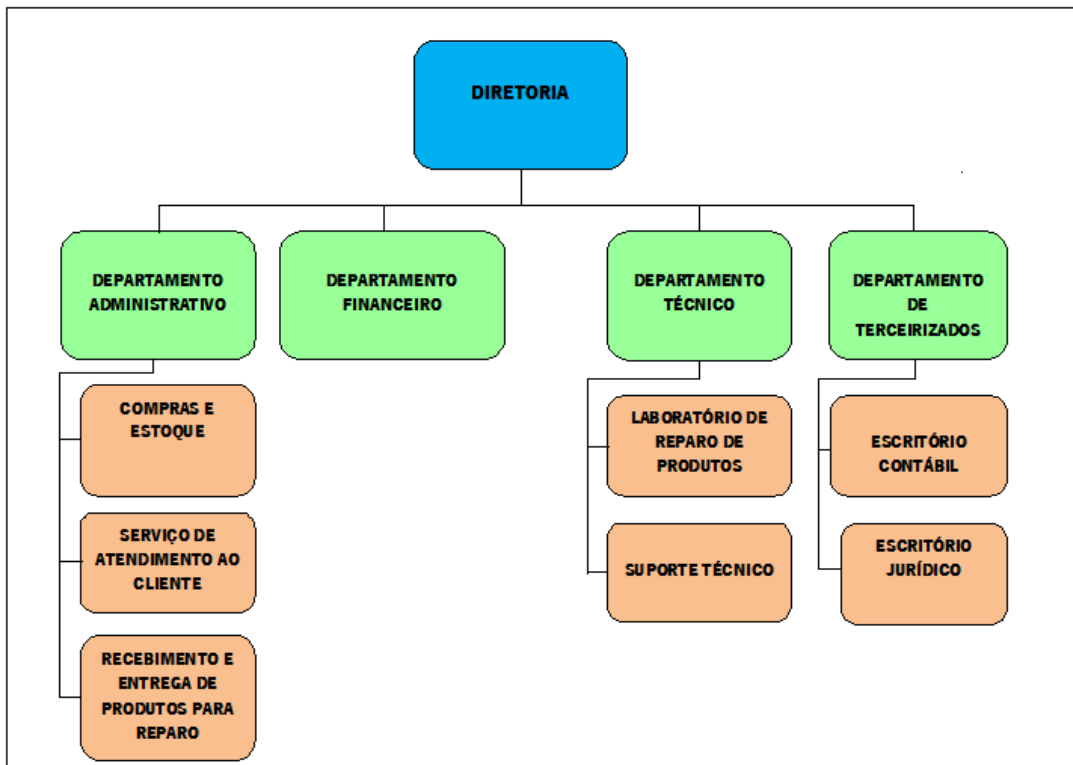 DIRETORIA
DEPARTAMENTO
ADMINISTRATIVO
DEPARTAMENTO
FINANCEIRO
DEPARTAMENTO
TÉCNICO
DEPARTAMENTO
DE
TERCEIRIZADOS
COMPRAS E
ESTOQUE
SERVIÇO DE
ATENDIMENTO AO
CLIENTE
RECEBIMENTO E
ENTREGA DE
PRODUTOS PARA
REPARO
LABORATÓRIO DE
REPARO DE
PRODUTOS
SUPORTE TÉCNICO
ESCRITÓRIO
CONTÁBIL
ESCRITÓRIO
JURÍDICO